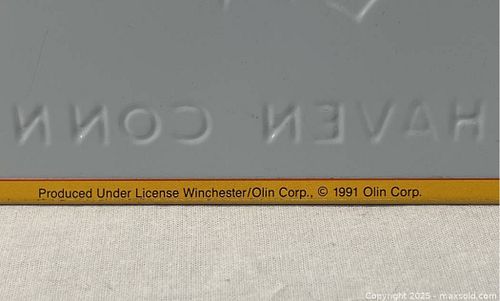 HAVEN CONN
Produced Under License Winchester/Olin Corp., © 1991 Olin Corp.
Copyright 2025 - maxsold.com